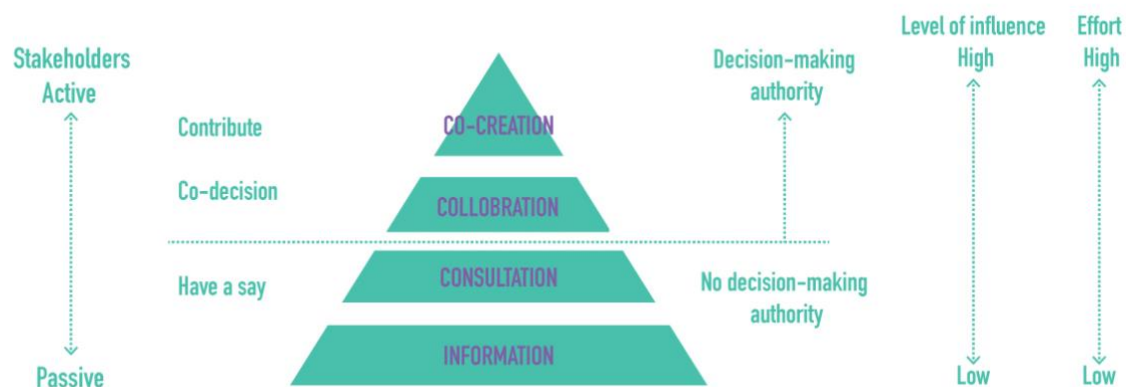 Stakeholders
Active
Contribute
Co-decision
Have a say
Passive
CO-CREATION
COLLOBRATION
CONSULTATION
INFORMATION
Decision-making
authority
No decision-making
authority
Level of influence
High
Low
Effort
High
Low